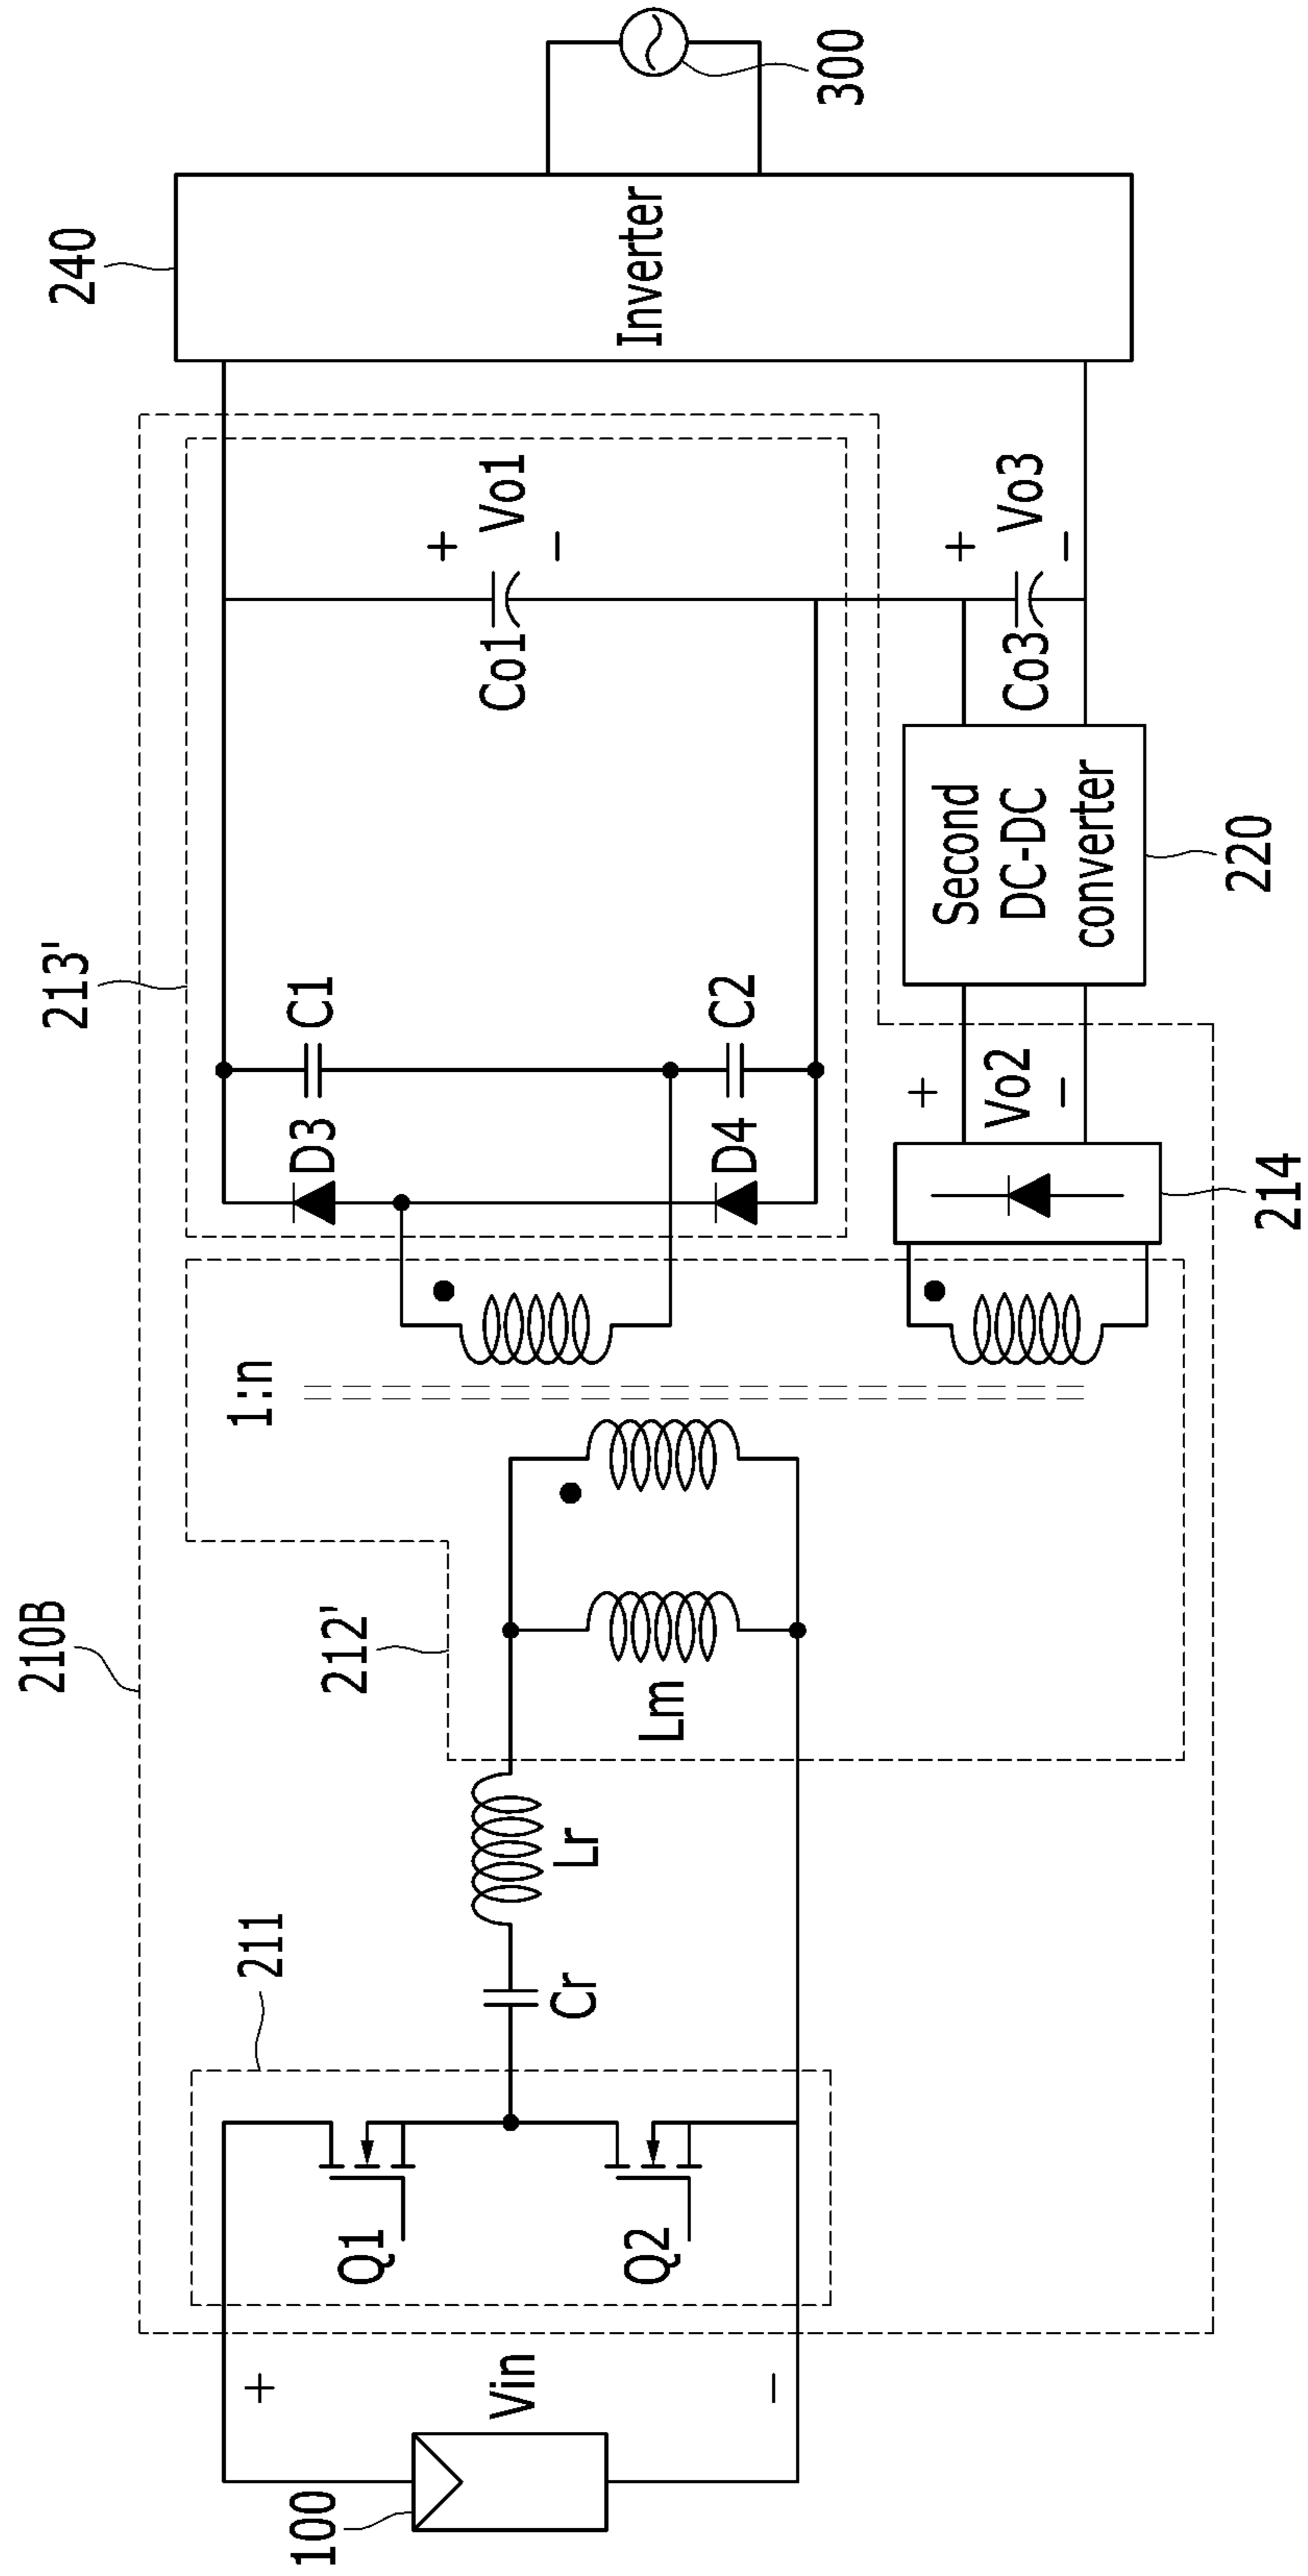 210B
213'
240
211
212'
1:n
D3
C1
Co1
+
Vo1
−
Inverter
300
100
+
Vin
−
Q1
Q2
Cr
Lr
Lm
D4
C2
+
Vo2
−
214
Second
DC-DC
converter
220
Co3
+
Vo3
−